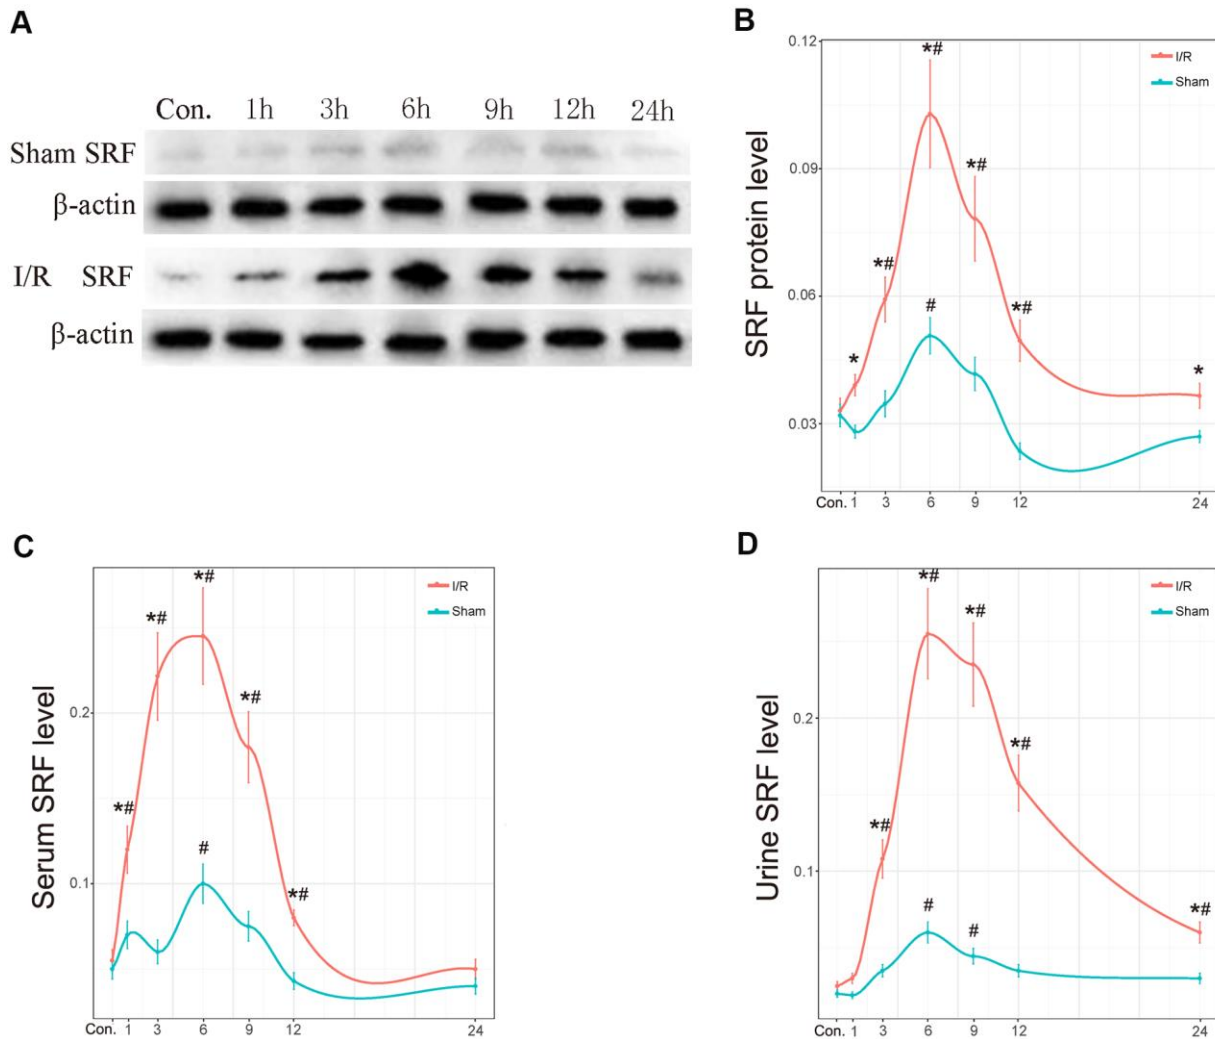 A
Con. 1h 3h 6h 9h 12h 24h
Sham SRF
β-actin
I/R SRF
β-actin
B
SRF protein level
0.12
0.09
0.06
0.03
I/R
Sham
*
*#
*#
*#
*#
*
#
Con. 1 3 6 9 12 24
C
Serum SRF level
0.2
0.1
I/R
Sham
*#
*#
*#
*#
*#
#
Con. 1 3 6 9 12 24
D
Urine SRF level
0.2
0.1
I/R
Sham
*#
*#
*#
*#
*#
#
#
Con. 1 3 6 9 12 24